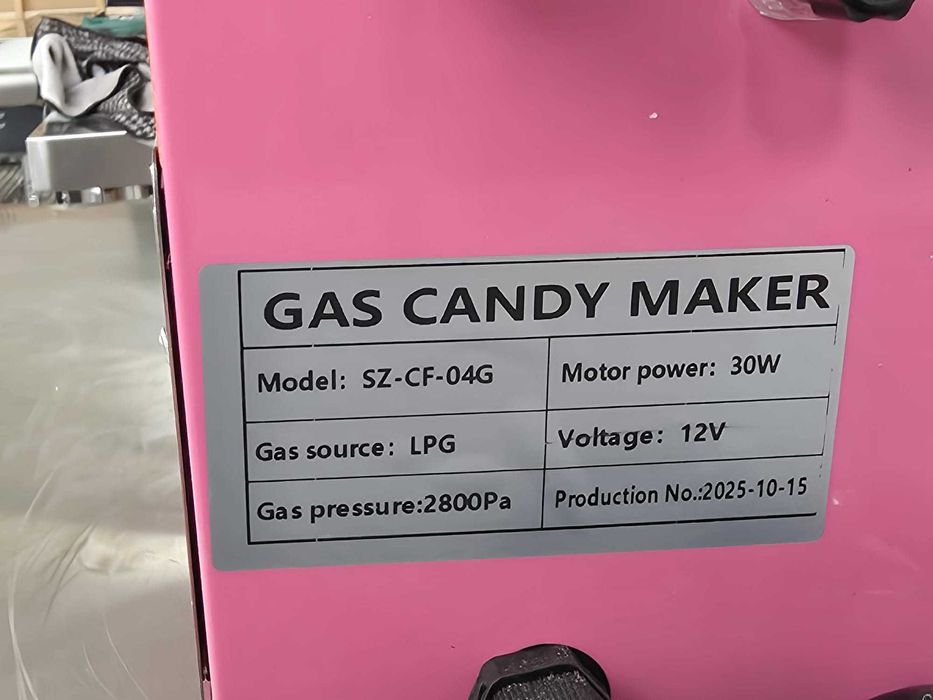 GAS CANDY MAKER
Model: SZ-CF-04G
Motor power: 30W
Gas source: LPG
Voltage: 12V
Gas pressure:2800Pa
Production No.:2025-10-15